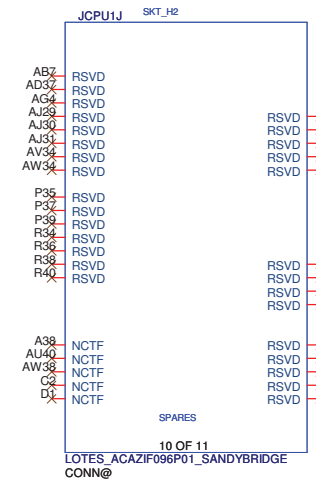 JCPU1J SKT_H2
AB7 RSVD
AD37 RSVD
AG4 RSVD
AJ29 RSVD RSVD
AJ30 RSVD RSVD
AJ31 RSVD RSVD
AV34 RSVD RSVD
AW34 RSVD RSVD
P35 RSVD
P37 RSVD
P39 RSVD
R34 RSVD
R36 RSVD
R38 RSVD RSVD
R40 RSVD RSVD
RSVD
RSVD
A38 NCTF RSVD
AU40 NCTF RSVD
AW38 NCTF RSVD
C2 NCTF RSVD
D1 NCTF RSVD
SPARES
10 OF 11
LOTES_ACAZIF096P01_SANDYBRIDGE
CONN@